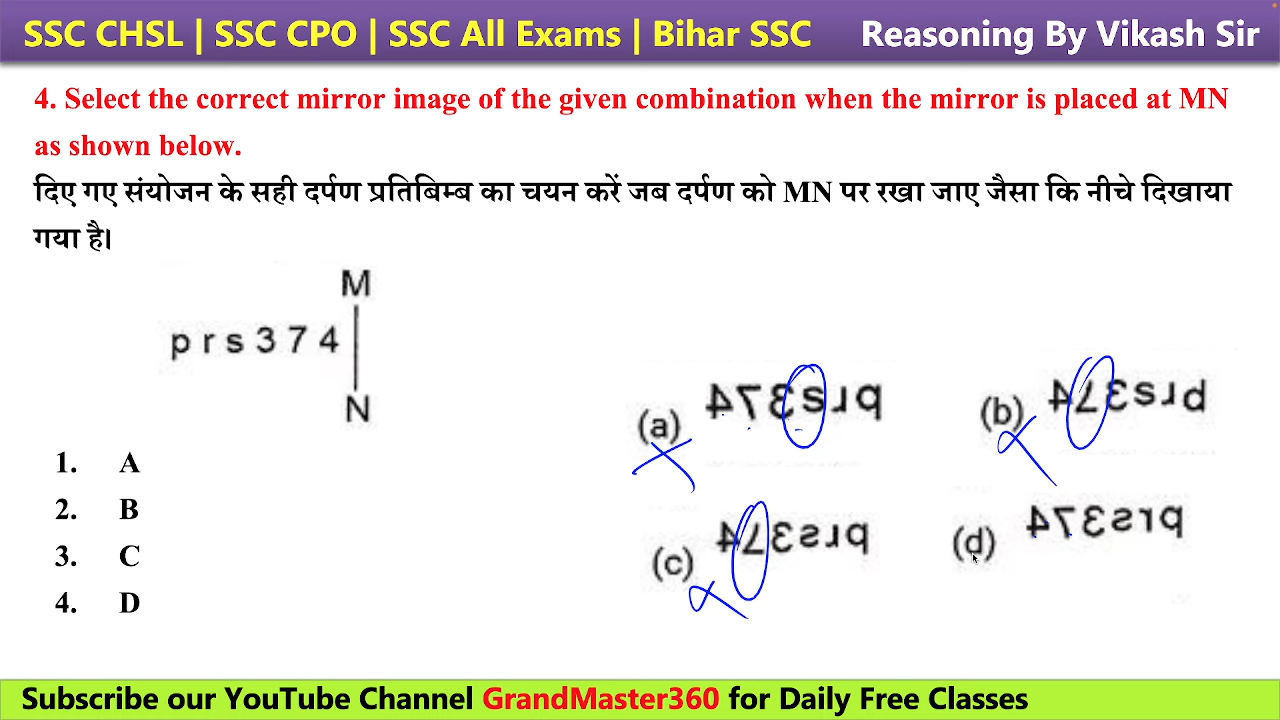 SSC CHSL | SSC CPO | SSC All Exams | Bihar SSC Reasoning By Vikash Sir
4. Select the correct mirror image of the given combination when the mirror is placed at MN
as shown below.
दिए गए संयोजन के सही दर्पण प्रतिबिम्ब का चयन करें जब दर्पण को MN पर रखा जाए जैसा कि नीचे दिखाया
गया है।
M
p r s 3 7 4
N
(a)
(b)
(c)
(d)
1. A
2. B
3. C
4. D
Subscribe our YouTube Channel GrandMaster360 for Daily Free Classes